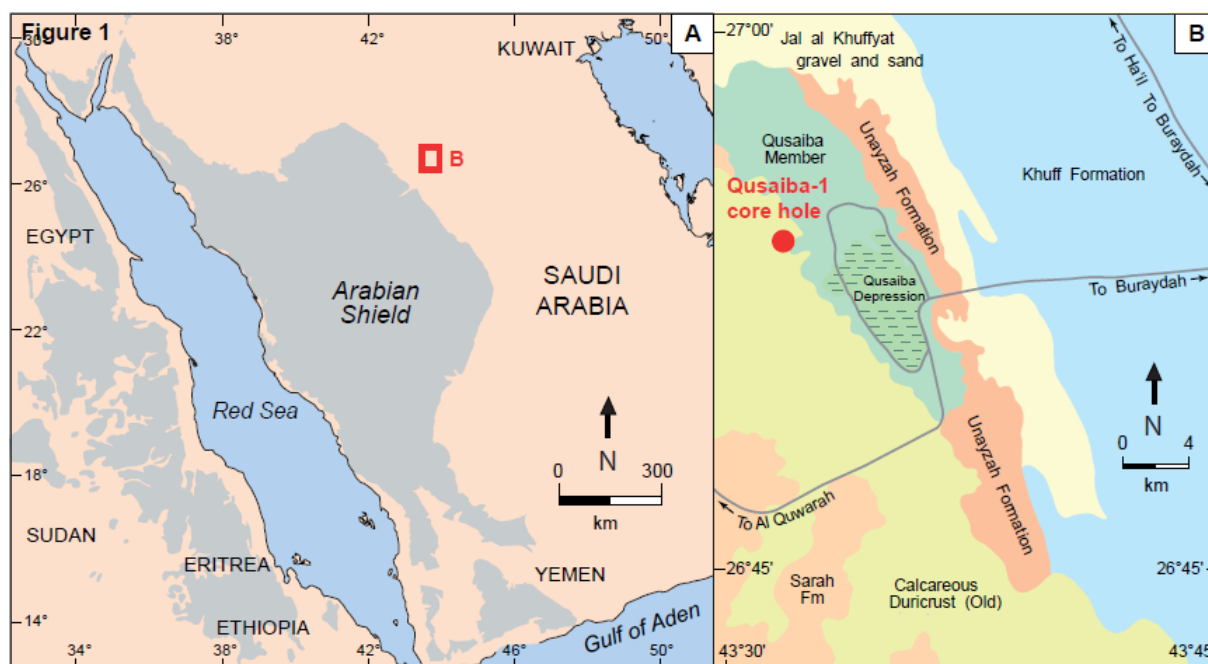 Figure 1
A
30°
38°
42°
50°
KUWAIT
B
26°
EGYPT
Arabian
Shield
SAUDI
ARABIA
22°
Red Sea
N
0 300
km
18°
SUDAN
ERITREA
YEMEN
ETHIOPIA
14°
Gulf of Aden
34°
38°
42°
46°
50°
B
27°00'
Jal al Khuffyat
gravel and sand
To Ha'il
To Buraydah
Qusaiba
Member
Unayzah Formation
Khuff Formation
Qusaiba-1
core hole
Qusaiba
Depression
To Buraydah
N
0 4
km
Unayzah Formation
To Al Quwarah
26°45'
26°45'
Sarah
Fm
Calcareous
Duricrust (Old)
43°30'
43°45'